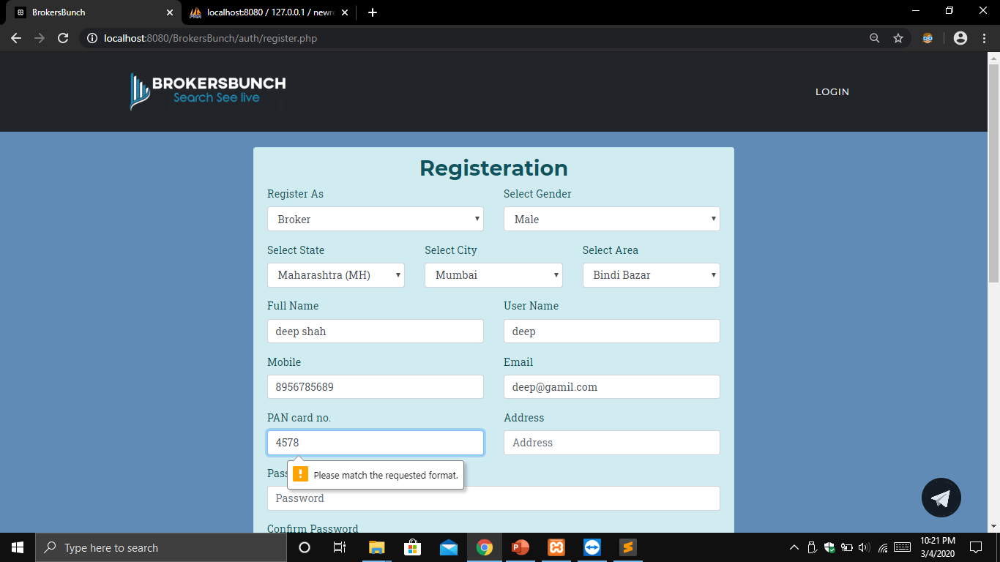 BrokersBunch
localhost:8080 / 127.0.0.1 / newre
localhost:8080/BrokersBunch/auth/register.php
BROKERSBUNCH
Search See live
LOGIN
Registeration
Register As
Select Gender
Broker
Male
Select State
Select City
Select Area
Maharashtra (MH)
Mumbai
Bindi Bazar
Full Name
User Name
deep shah
deep
Mobile
Email
8956785689
deep@gamil.com
PAN card no.
Address
4578
Address
Pass
Please match the requested format.
Password
Confirm Password
Type here to search
10:21 PM
3/4/2020